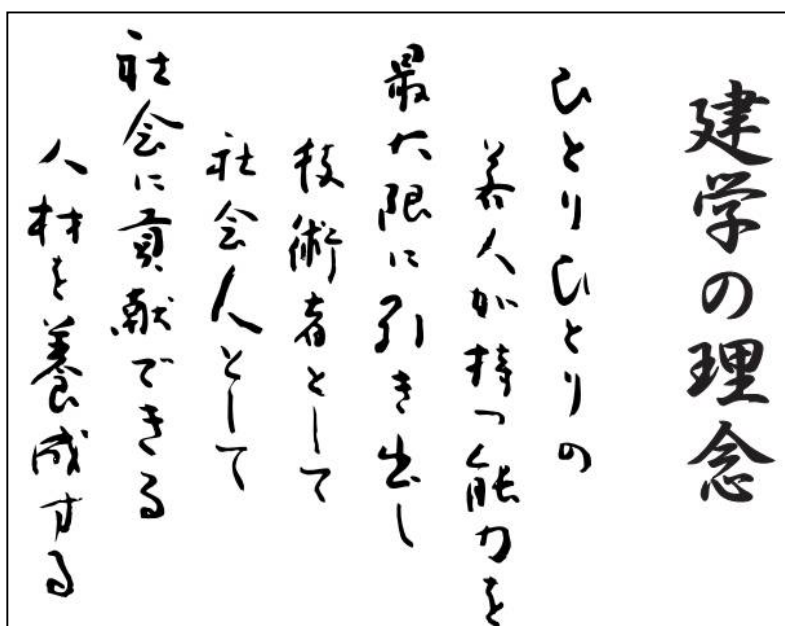 建学の理念
ひとりひとりの
若人が持つ能力を
最大限に引き出し
技術者として
社会人として
社会に貢献できる
人材を養成する